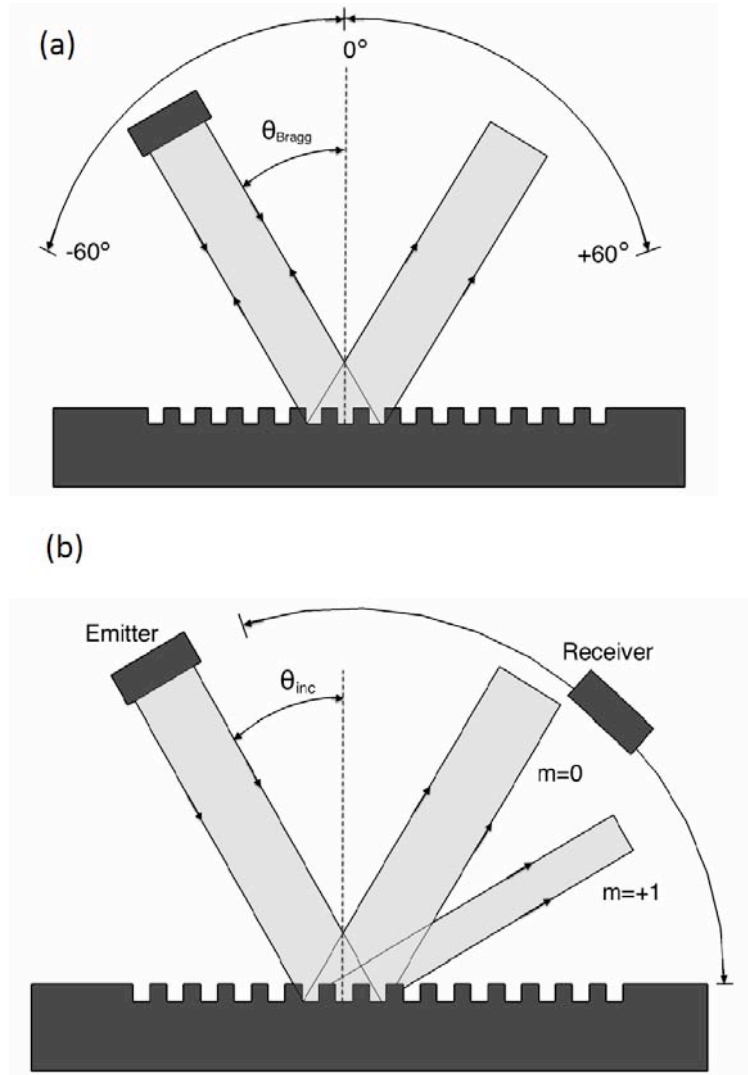 (a)
0°
θBragg
-60°
+60°
(b)
Emitter
θinc
Receiver
m=0
m=+1